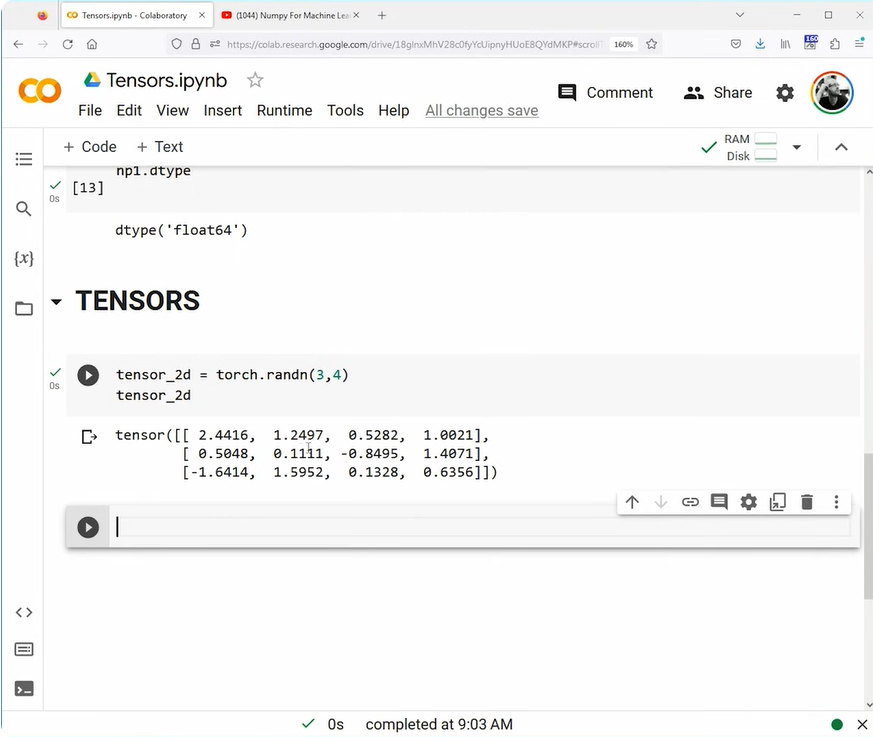 Tensors.ipynb - Colaboratory
(1044) Numpy For Machine Lea
https://colab.research.google.com/drive/
160%
160
Tensors.ipynb
Comment
Share
File Edit View Insert Runtime Tools Help All changes save
+ Code + Text
RAM
Disk
np1.dtype
[13]
0s
dtype('float64')
{x}
TENSORS
0s
tensor_2d = torch.randn(3,4)
tensor_2d
tensor([[ 2.4416, 1.2497, 0.5282, 1.0021],
[ 0.5048, 0.1111, -0.8495, 1.4071],
[-1.6414, 1.5952, 0.1328, 0.6356]])
0s completed at 9:03 AM